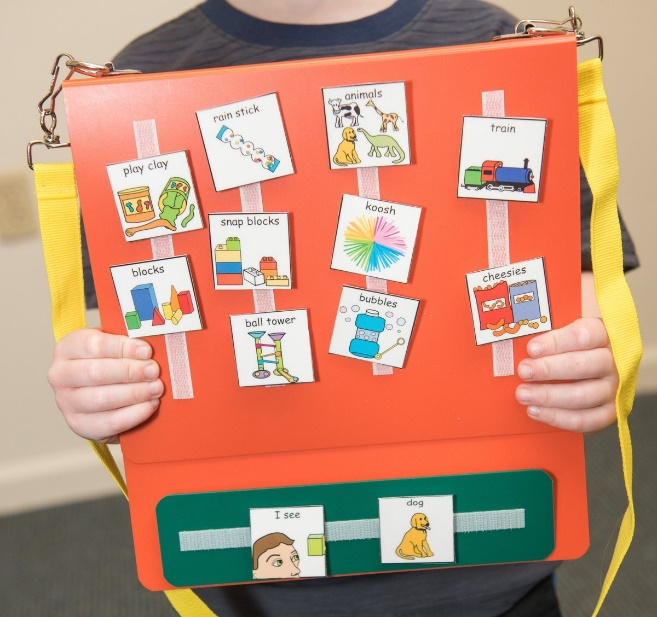 play clay
blocks
rain stick
snap blocks
ball tower
animals
koosh
bubbles
train
cheesies
I see
dog